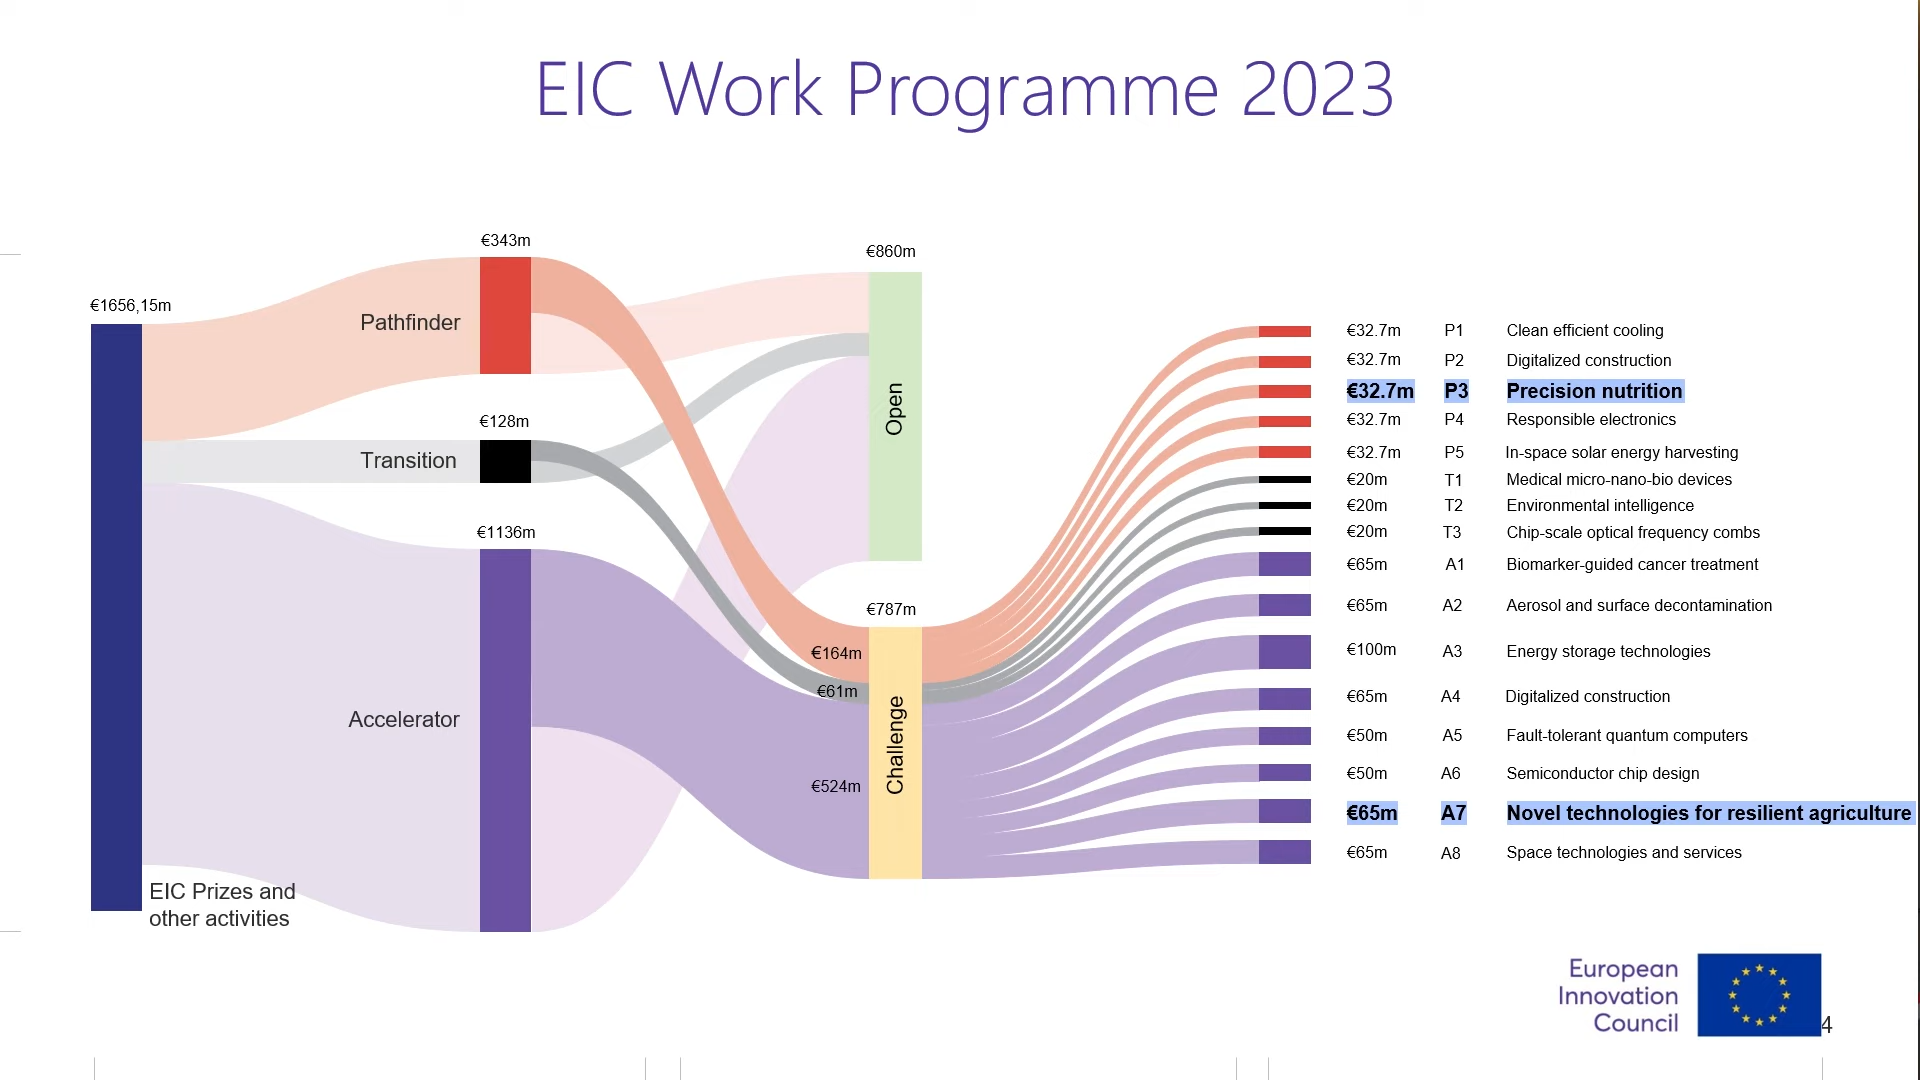 EIC Work Programme 2023
€1656,15m
EIC Prizes and
other activities
€343m
Pathfinder
€128m
Transition
€1136m
Accelerator
€860m
Open
€787m
Challenge
€164m
€61m
€524m
€32.7m P1 Clean efficient cooling
€32.7m P2 Digitalized construction
€32.7m P3 Precision nutrition
€32.7m P4 Responsible electronics
€32.7m P5 In-space solar energy harvesting
€20m T1 Medical micro-nano-bio devices
€20m T2 Environmental intelligence
€20m T3 Chip-scale optical frequency combs
€65m A1 Biomarker-guided cancer treatment
€65m A2 Aerosol and surface decontamination
€100m A3 Energy storage technologies
€65m A4 Digitalized construction
€50m A5 Fault-tolerant quantum computers
€50m A6 Semiconductor chip design
€65m A7 Novel technologies for resilient agriculture
€65m A8 Space technologies and services
European
Innovation
Council
4